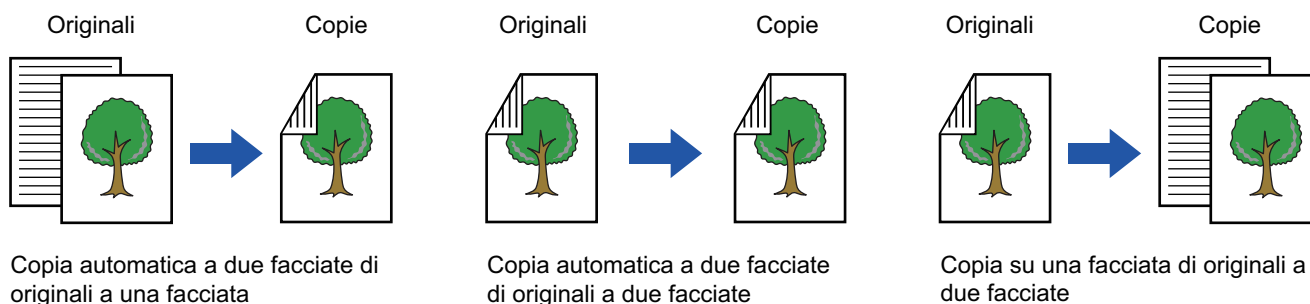 Originali
Copie
Originali
Copie
Originali
Copie
Copia automatica a due facciate di
originali a una facciata
Copia automatica a due facciate
di originali a due facciate
Copia su una facciata di originali a
due facciate